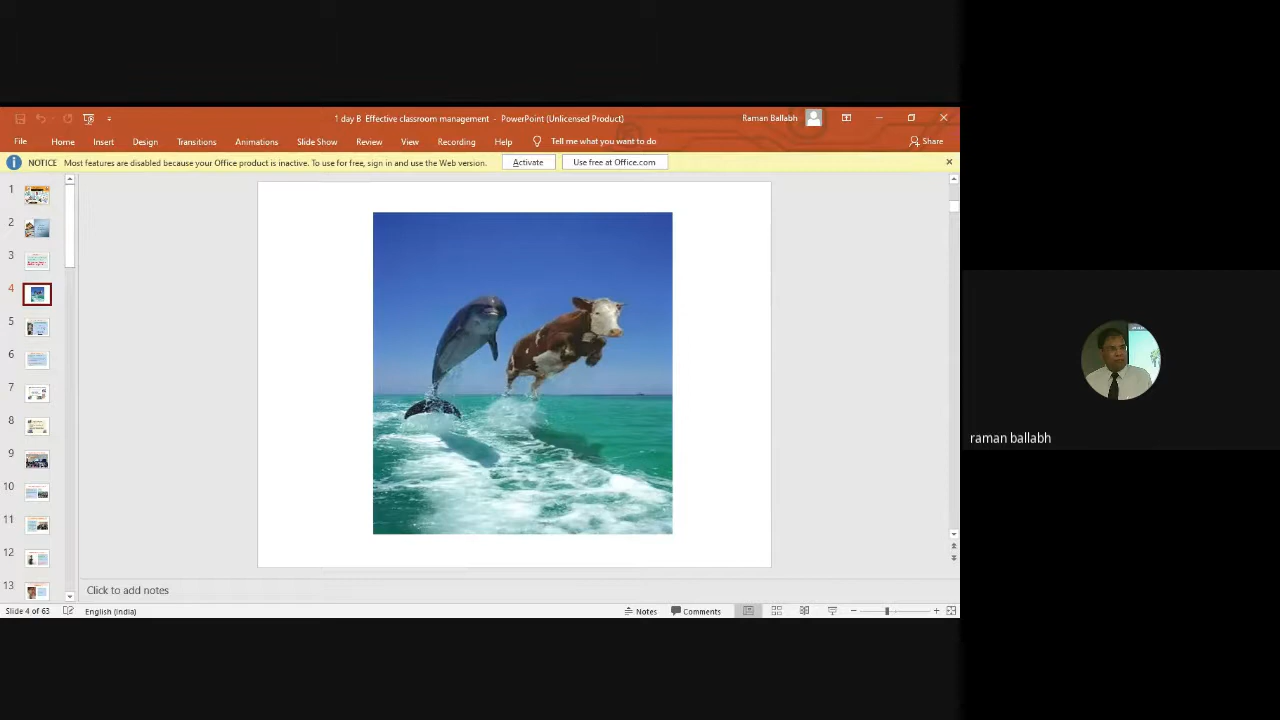 1 day B Effective classroom management - PowerPoint (Unlicensed Product)
Raman Ballabh
File Home Insert Design Transitions Animations Slide Show Review View Recording Help Tell me what you want to do Share
NOTICE Most features are disabled because your Office product is inactive. To use for free, sign in and use the Web version. Activate Use free at Office.com
1
2
3
4
5
6
7
8
9
10
11
12
13
raman ballabh
Click to add notes
Slide 4 of 63 English (India) Notes Comments